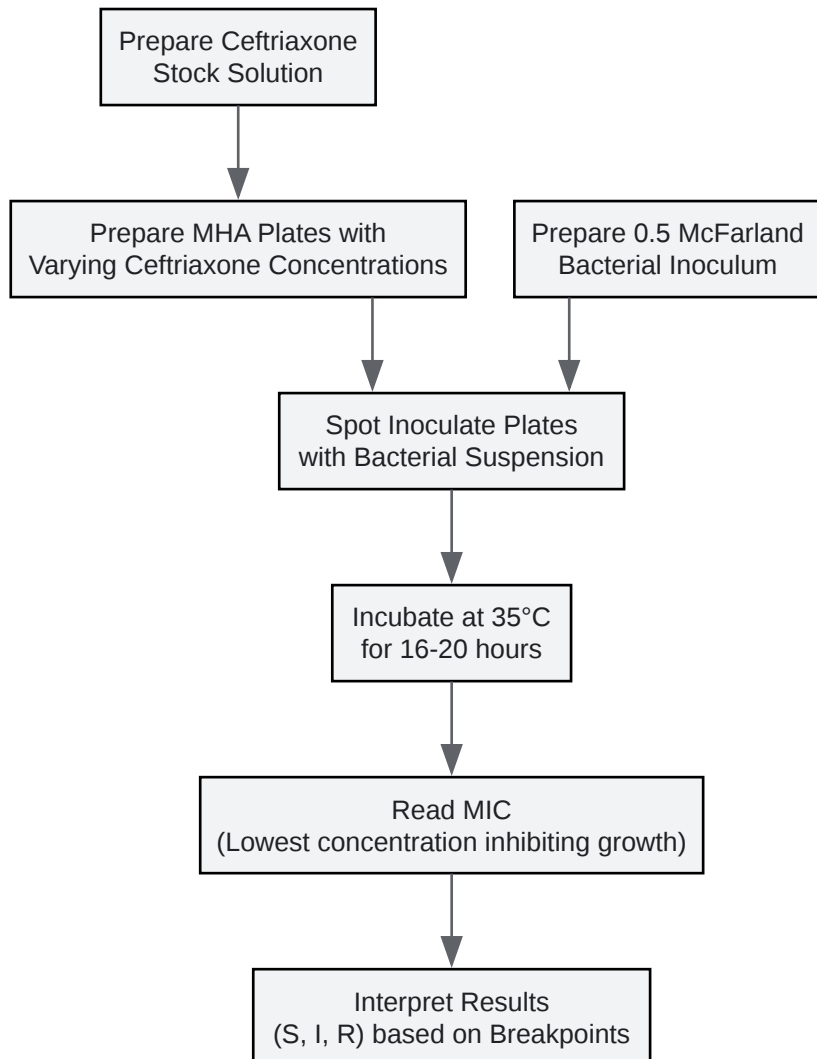 Prepare Ceftriaxone
Stock Solution
Prepare MHA Plates with
Varying Ceftriaxone Concentrations
Prepare 0.5 McFarland
Bacterial Inoculum
Spot Inoculate Plates
with Bacterial Suspension
Incubate at 35°C
for 16-20 hours
Read MIC
(Lowest concentration inhibiting growth)
Interpret Results
(S, I, R) based on Breakpoints